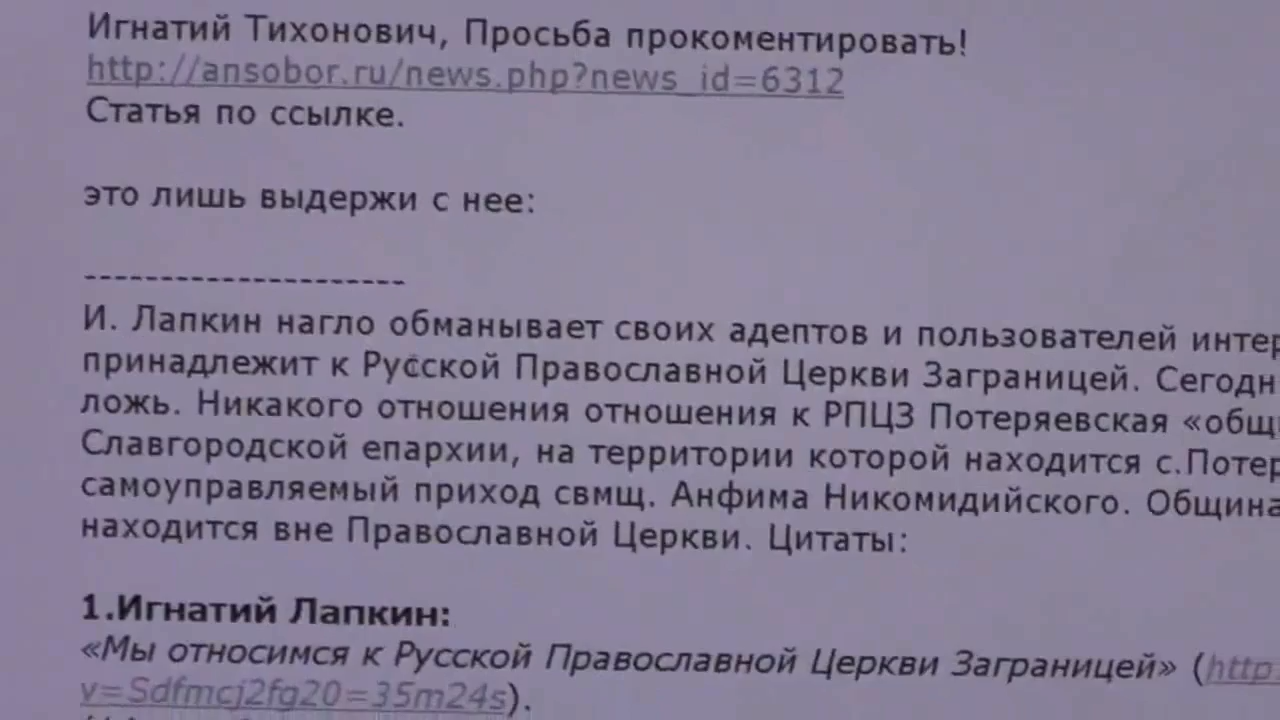 Игнатий Тихонович, Просьба прокоментировать!
http://ansobor.ru/news.php?news_id=6312
Статья по ссылке.
это лишь выдержи с нее:
---------------------
И. Лапкин нагло обманывает своих адептов и пользователей интер
принадлежит к Русской Православной Церкви Заграницей. Сегодн
ложь. Никакого отношения отношения к РПЦЗ Потеряевская «общ
Славгородской епархии, на территории которой находится с.Потер
самоуправляемый приход свмщ. Анфима Никомидийского. Община
находится вне Православной Церкви. Цитаты:
1.Игнатий Лапкин:
«Мы относимся к Русской Православной Церкви Заграницей» (http:
v=Sdfmcj2fg20=35m24s).